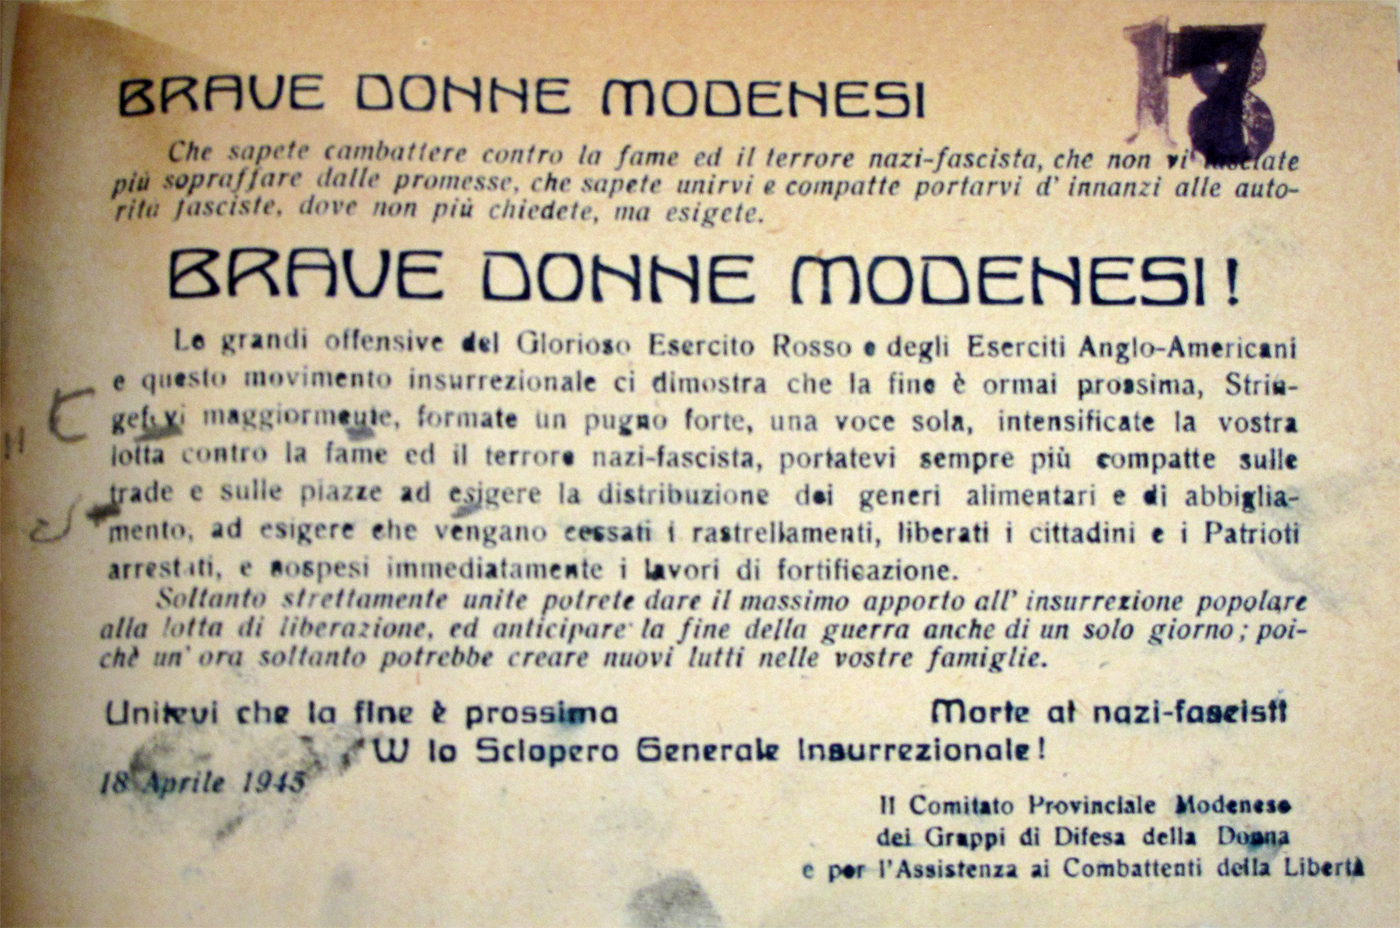 178
BRAVE DONNE MODENESI
Che sapete cambattere contro la fame ed il terrore nazi-fascista, che non vi lasciate
più sopraffare dalle promesse, che sapete unirvi e compatte portarvi d' innanzi alle auto-
rità fasciste, dove non più chiedete, ma esigete.
BRAVE DONNE MODENESI!
Le grandi offensive del Glorioso Esercito Rosso e degli Eserciti Anglo-Americani
e questo movimento insurrezionale ci dimostra che la fine è ormai prossima, Strin-
getevi maggiormente, formate un pugno forte, una voce sola, intensificate la vostra
lotta contro la fame ed il terrore nazi-fascista, portatevi sempre più compatte sulle
trade e sulle piazze ad esigere la distribuzione dei generi alimentari e di abbiglia-
mento, ad esigere che vengano cessati i rastrellamenti, liberati i cittadini e i Patrioti
arrestati, e sospesi immediatamente i lavori di fortificazione.
Soltanto strettamente unite potrete dare il massimo apporto all' insurrezione popolare
alla lotta di liberazione, ed anticipare la fine della guerra anche di un solo giorno; poi-
chè un' ora soltanto potrebbe creare nuovi lutti nelle vostre famiglie.
Unitevi che la fine è prossima Morte ai nazi-fascisti
W lo Sciopero Generale Insurrezionale!
18 Aprile 1945
Il Comitato Provinciale Modenese
dei Gruppi di Difesa della Donna
e per l'Assistenza ai Combattenti della Libertà